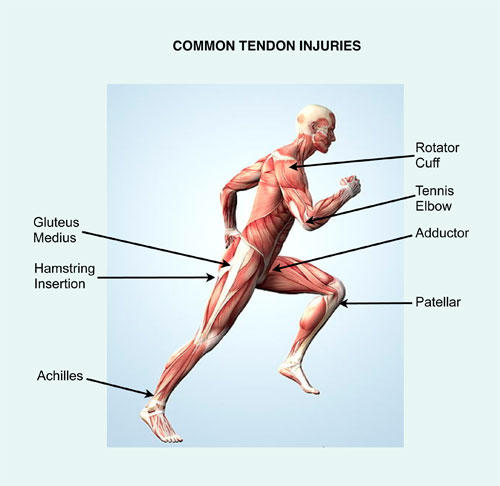 COMMON TENDON INJURIES
Rotator
Cuff
Tennis
Elbow
Gluteus
Medius
Adductor
Hamstring
Insertion
Patellar
Achilles